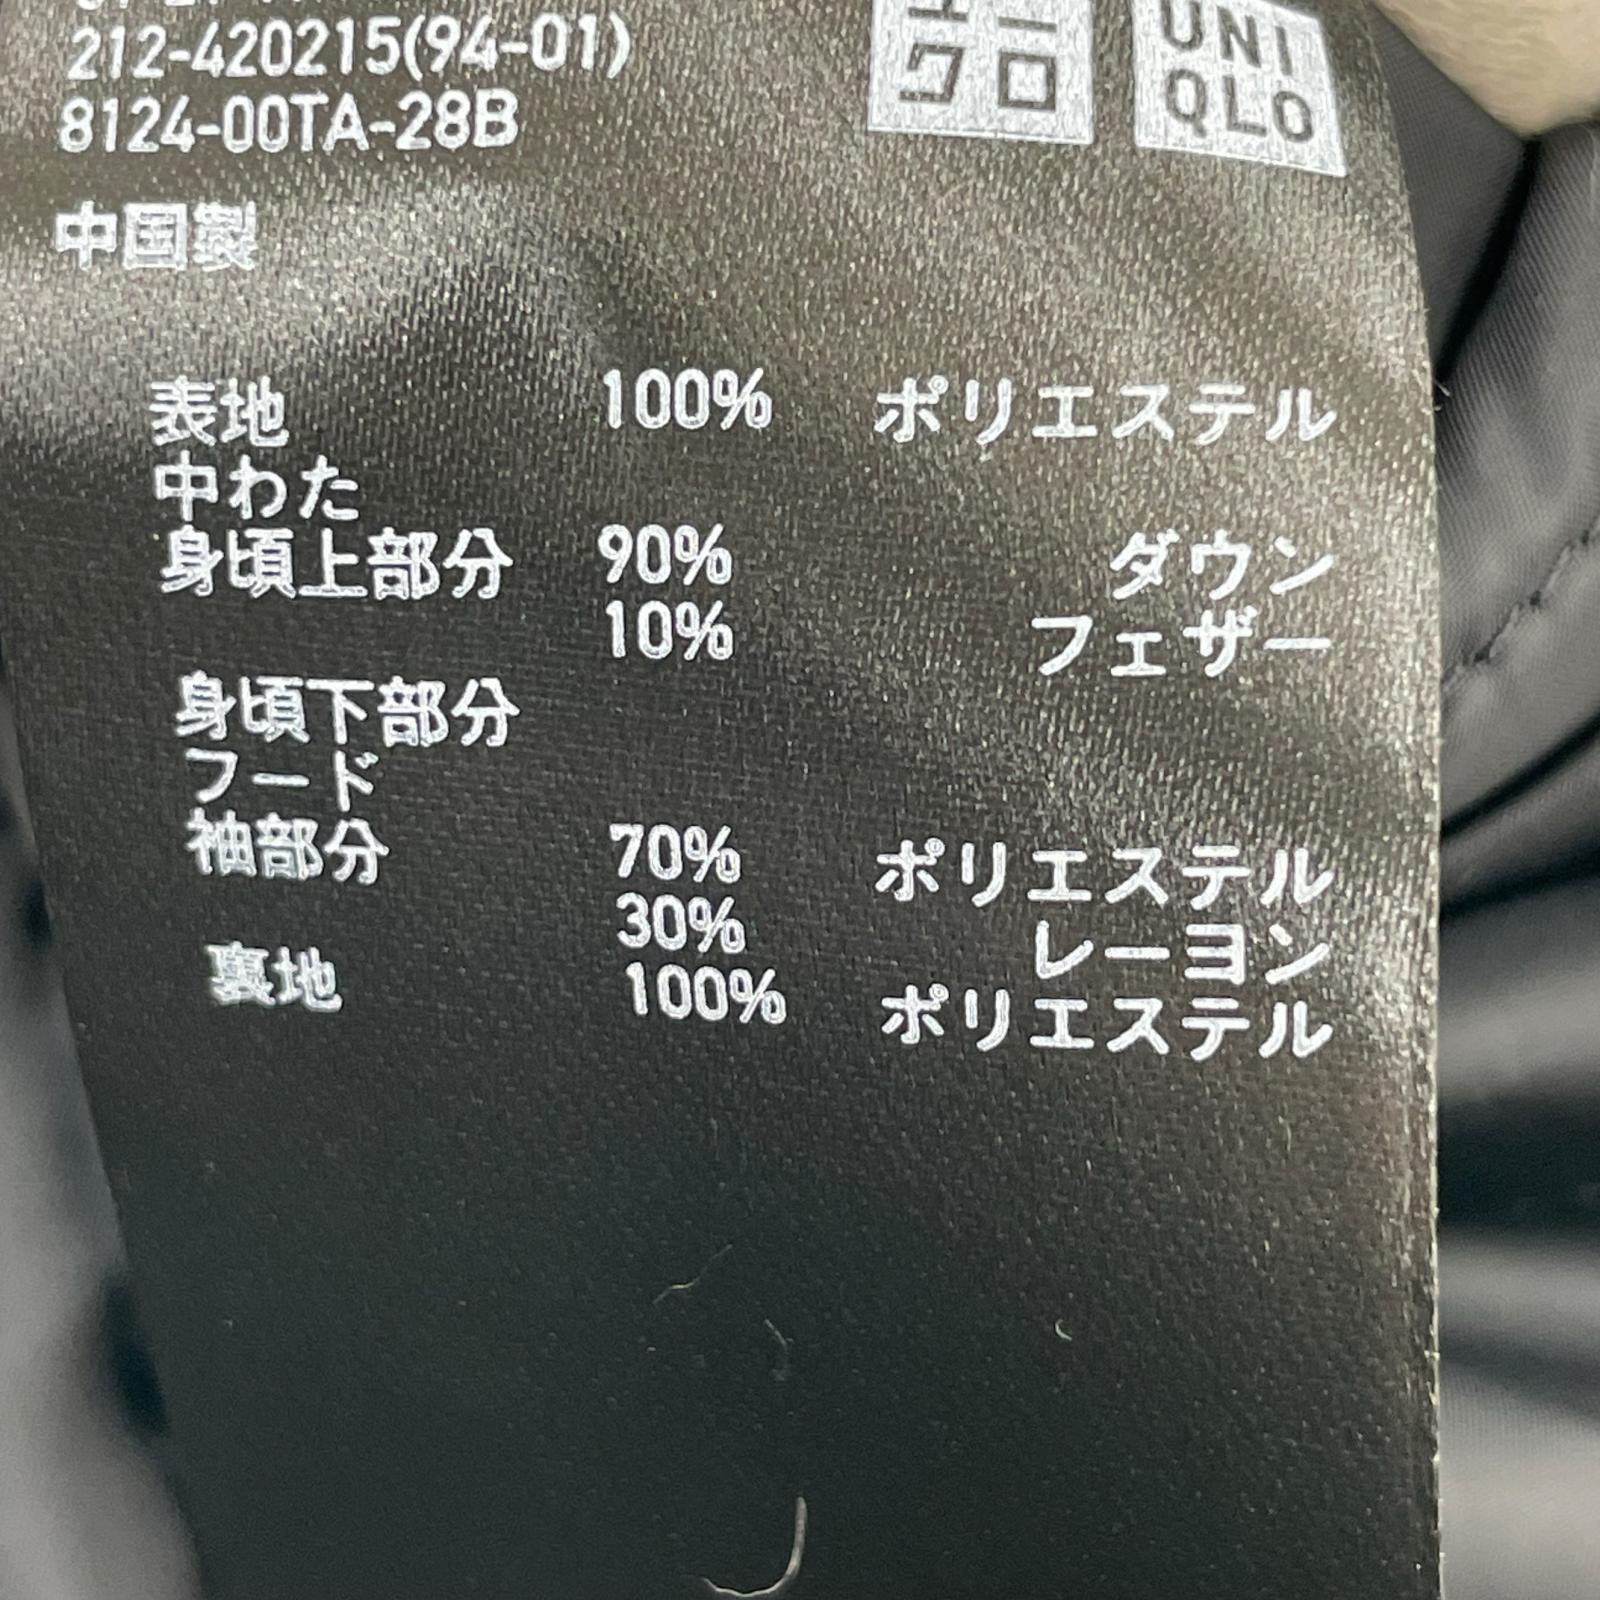 212-420215(94-01)
8124-00TA-28B
ユニ
クロ
UNI
QLO
中国製
表地 100% ポリエステル
中わた
身頃上部分 90% ダウン
10% フェザー
身頃下部分
フード
袖部分 70% ポリエステル
30% レーヨン
裏地 100% ポリエステル